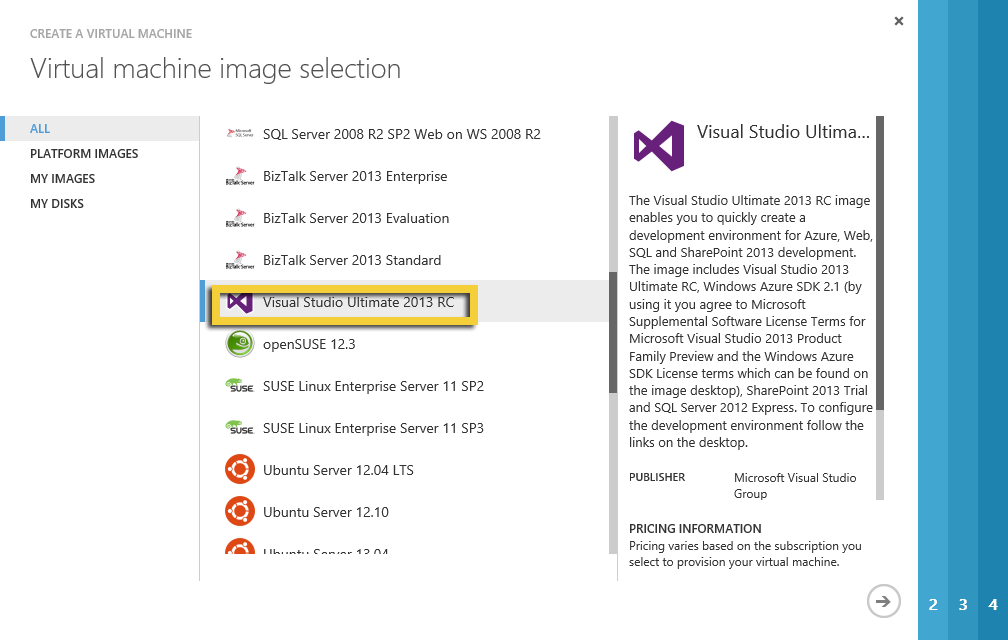 CREATE A VIRTUAL MACHINE
Virtual machine image selection
ALL
PLATFORM IMAGES
MY IMAGES
MY DISKS
SQL Server 2008 R2 SP2 Web on WS 2008 R2
BizTalk Server 2013 Enterprise
BizTalk Server 2013 Evaluation
BizTalk Server 2013 Standard
Visual Studio Ultimate 2013 RC
openSUSE 12.3
SUSE Linux Enterprise Server 11 SP2
SUSE Linux Enterprise Server 11 SP3
Ubuntu Server 12.04 LTS
Ubuntu Server 12.10
Ubuntu Server 13.04
Visual Studio Ultima...
The Visual Studio Ultimate 2013 RC image
enables you to quickly create a
development environment for Azure, Web,
SQL and SharePoint 2013 development.
The image includes Visual Studio 2013
Ultimate RC, Windows Azure SDK 2.1 (by
using it you agree to Microsoft
Supplemental Software License Terms for
Microsoft Visual Studio 2013 Product
Family Preview and the Windows Azure
SDK License terms which can be found on
the image desktop), SharePoint 2013 Trial
and SQL Server 2012 Express. To configure
the development environment follow the
links on the desktop.
PUBLISHER
Microsoft Visual Studio
Group
PRICING INFORMATION
Pricing varies based on the subscription you
select to provision your virtual machine.
2 3 4